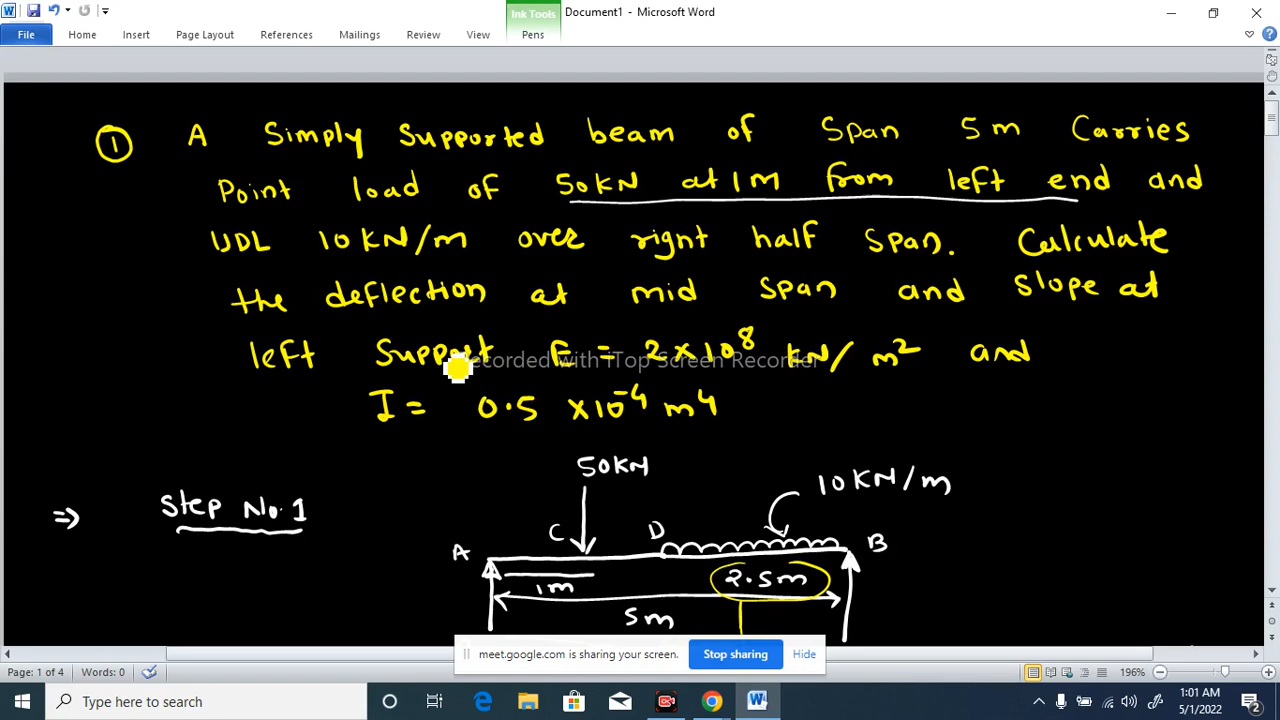 Document1 - Microsoft Word
Ink Tools
File Home Insert Page Layout References Mailings Review View Pens
① A Simply Supported beam of Span 5m Carries
Point load of 50KN at 1M from left end and
UDL 10KN/m over right half Span. Calculate
the deflection at mid span and slope at
left Support E = 2×10⁸ kN/m² and
Recorded with iTop Screen Recorder
I = 0.5 ×10⁻⁴ m⁴
50KN
⇒ Step No.1
10KN/m
A C D B
1m 2.5m
5m
meet.google.com is sharing your screen. Stop sharing Hide
Page: 1 of 4 Words: 0 196%
Type here to search
1:01 AM
5/1/2022
2